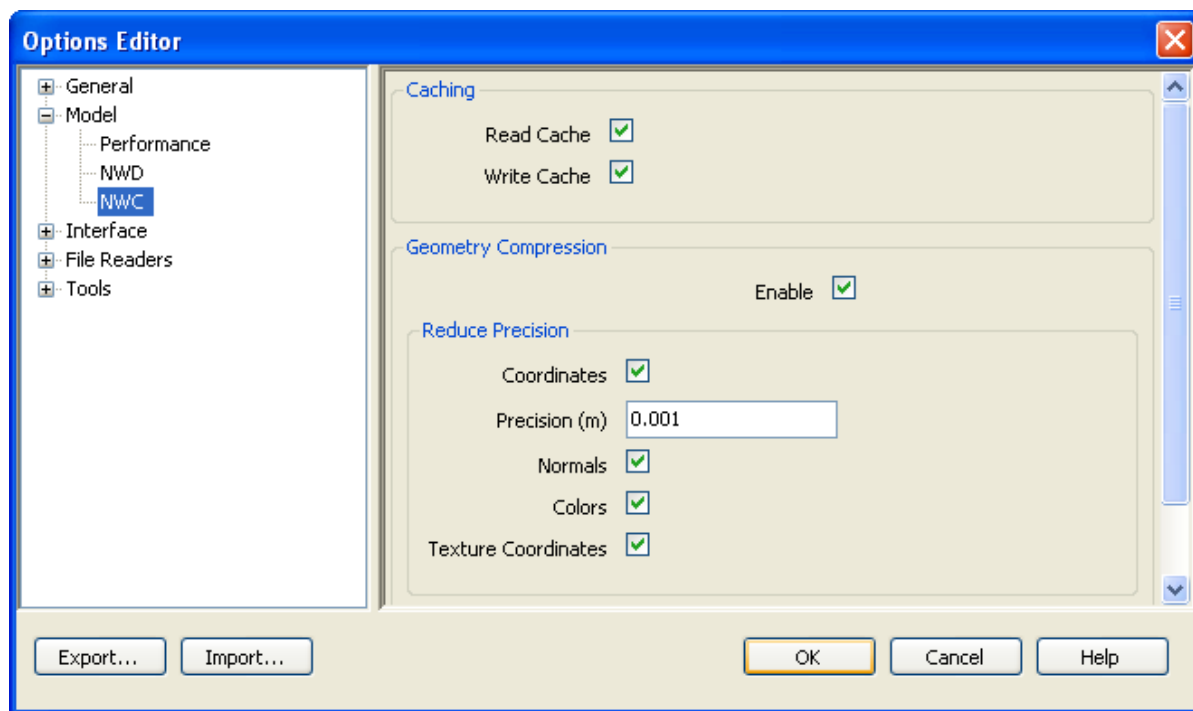 Options Editor
General
Model
Performance
NWD
NWC
Interface
File Readers
Tools
Caching
Read Cache
Write Cache
Geometry Compression
Enable
Reduce Precision
Coordinates
Precision (m) 0.001
Normals
Colors
Texture Coordinates
Export... Import... OK Cancel Help